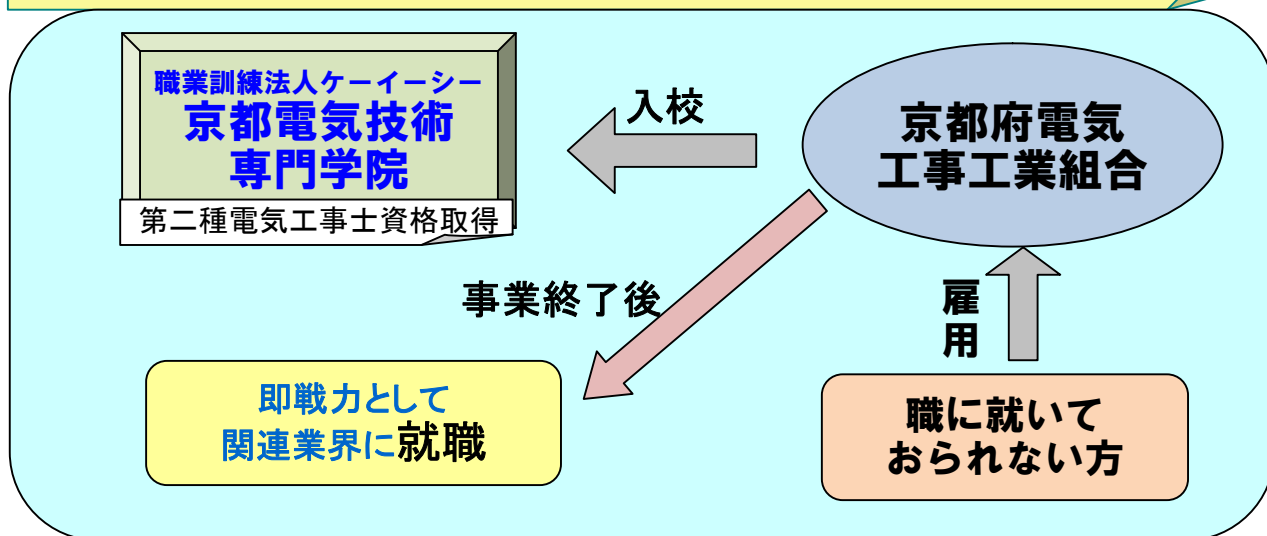 職業訓練法人ケーイーシー
京都電気技術
専門学院
第二種電気工事士資格取得
入校
京都府電気
工事工業組合
事業終了後
雇
用
即戦力として
関連業界に就職
職に就いて
おられない方